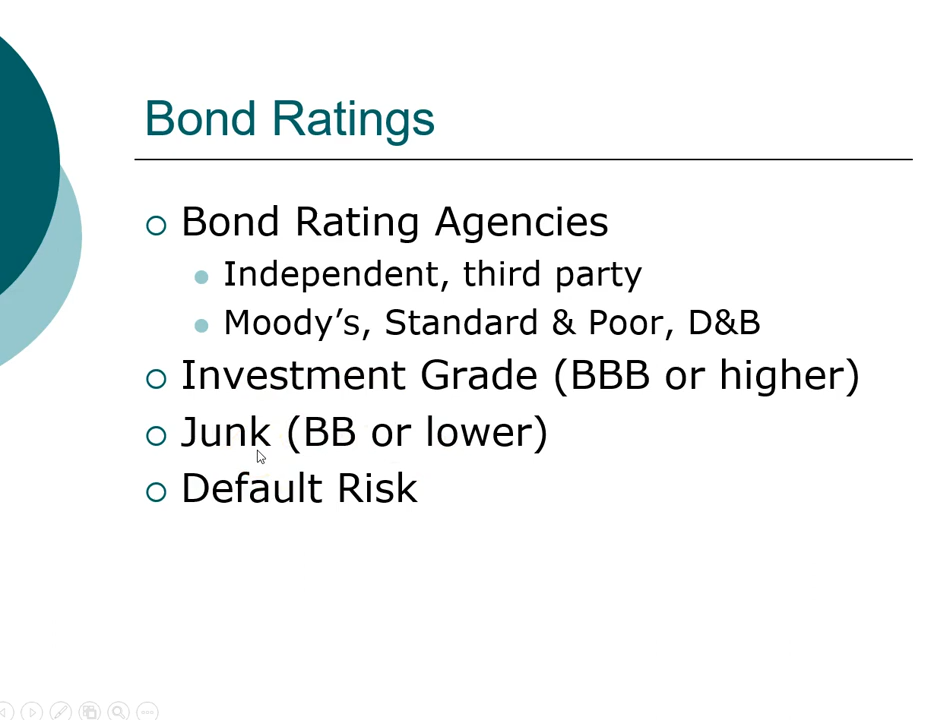 Bond Ratings
Bond Rating Agencies
Independent, third party
Moody's, Standard & Poor, D&B
Investment Grade (BBB or higher)
Junk (BB or lower)
Default Risk